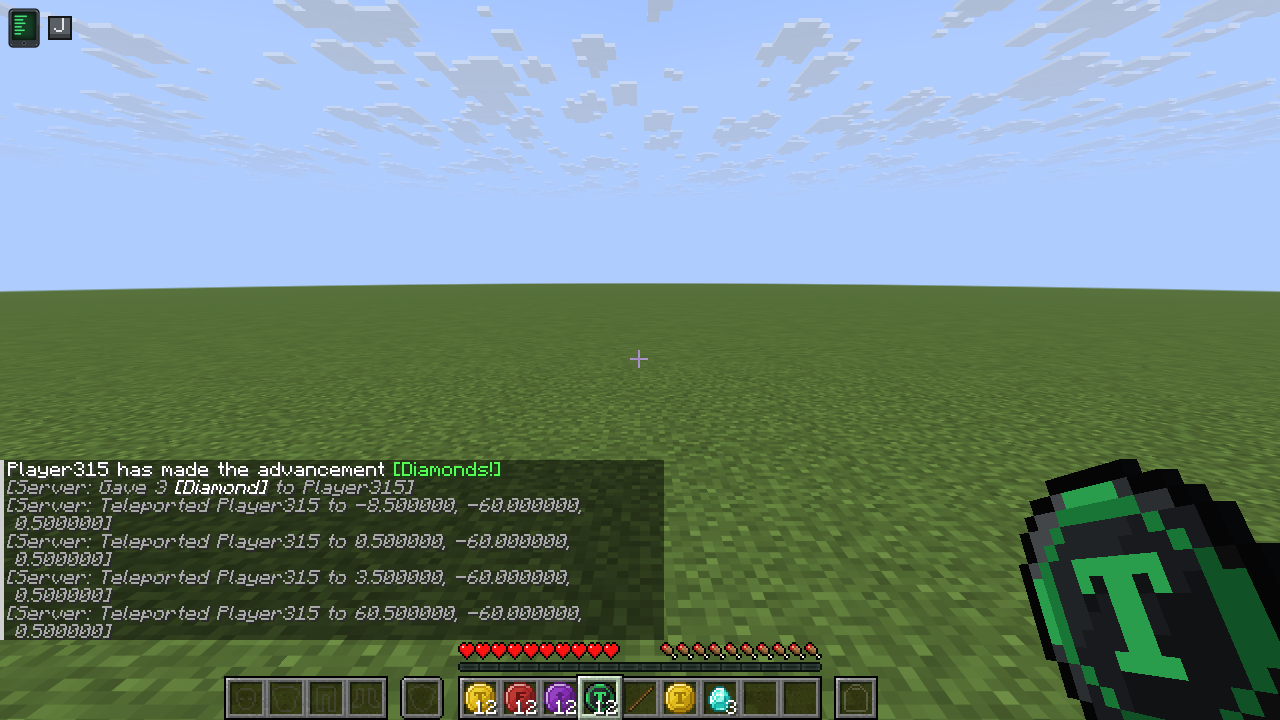 J
Player315 has made the advancement [Diamonds!]
[Server: Gave 3 [Diamond] to Player315]
[Server: Teleported Player315 to -8.500000, -60.000000,
0.500000]
[Server: Teleported Player315 to 0.500000, -60.000000,
0.500000]
[Server: Teleported Player315 to 3.500000, -60.000000,
0.500000]
[Server: Teleported Player315 to 60.500000, -60.000000,
0.500000]
T
T 12 F 12 12 T 12 T 3